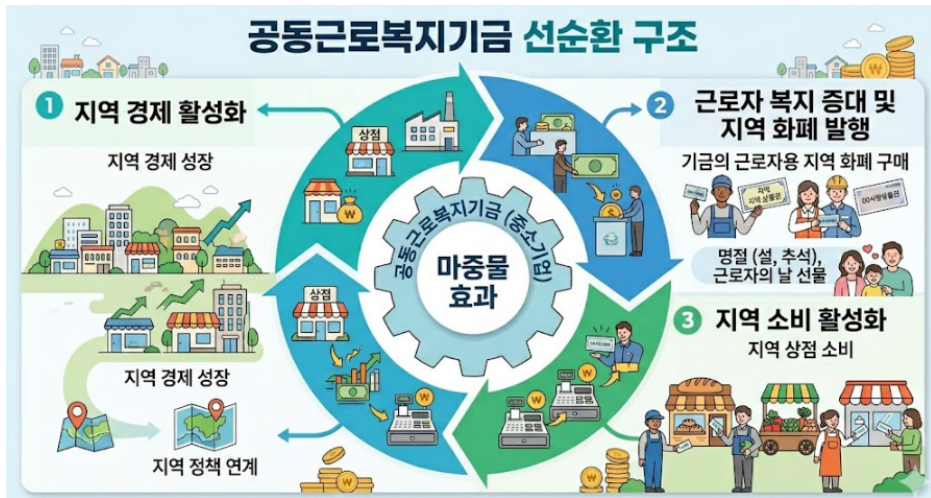 공동근로복지기금 선순환 구조
1 지역 경제 활성화
지역 경제 성장
지역 경제 성장
지역 정책 연계
상점
상점
공동근로복지기금 (중소기업)
마중물
효과
2 근로자 복지 증대 및
지역 화폐 발행
기금의 근로자용 지역 화폐 구매
지역
지역 상품권
OO사랑상품권
명절 (설, 추석),
근로자의 날 선물
3 지역 소비 활성화
지역 상점 소비